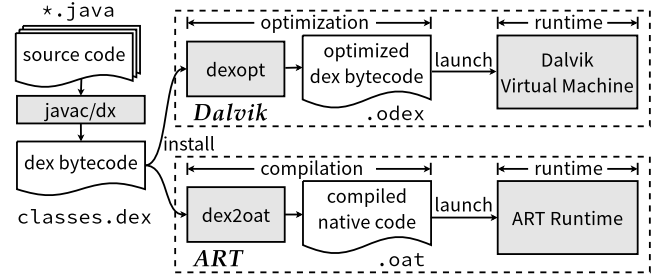 *.java
source code
javac/dx
dex bytecode
classes.dex
install
optimization
runtime
dexopt
optimized
dex bytecode
launch
Dalvik
Virtual Machine
Dalvik
.odex
compilation
runtime
dex2oat
compiled
native code
launch
ART Runtime
ART
.oat